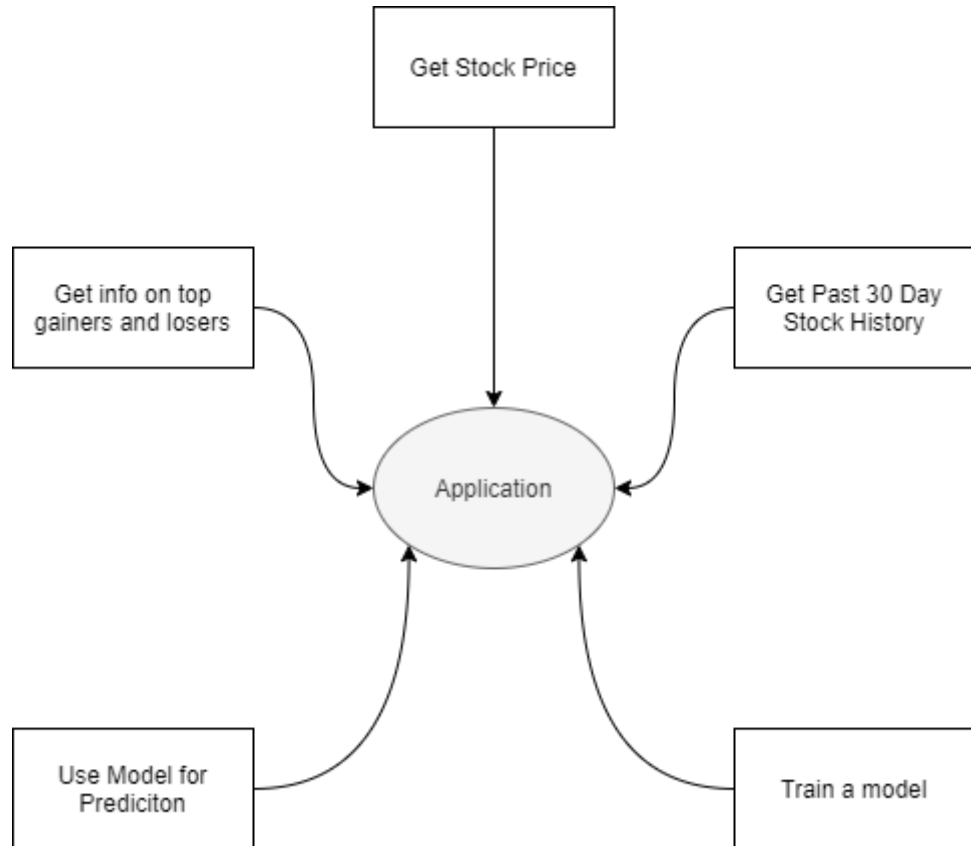 Get Stock Price
Get info on top
gainers and losers
Get Past 30 Day
Stock History
Application
Use Model for
Prediciton
Train a model